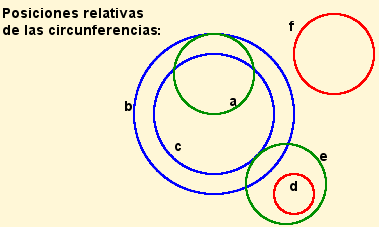 Posiciones relativas
de las circunferencias:
f
b
a
c
e
d